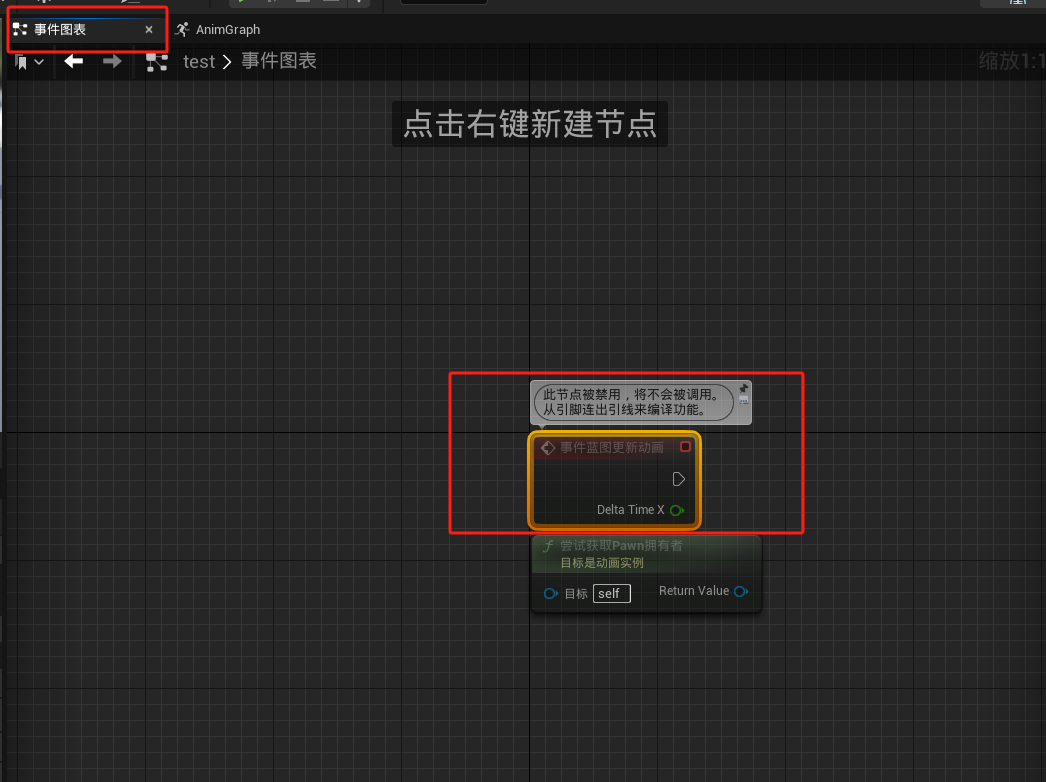 事件图表
AnimGraph
test > 事件图表
缩放1:1
点击右键新建节点
此节点被禁用，将不会被调用。
从引脚连出引线来编译功能。
事件蓝图更新动画
Delta Time X
尝试获取Pawn拥有者
目标是动画实例
目标 self
Return Value